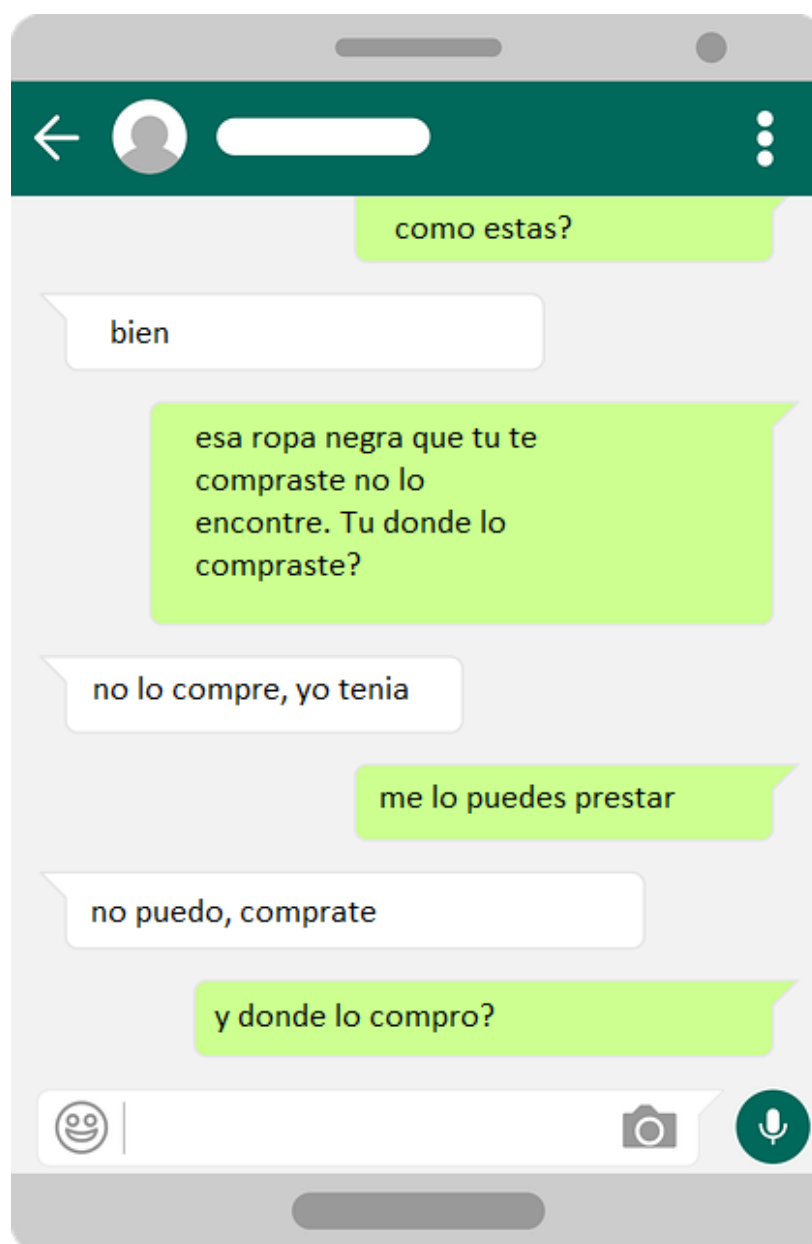 como estas?
bien
esa ropa negra que tu te
compraste no lo
encontre. Tu donde lo
compraste?
no lo compre, yo tenia
me lo puedes prestar
no puedo, comprate
y donde lo compro?